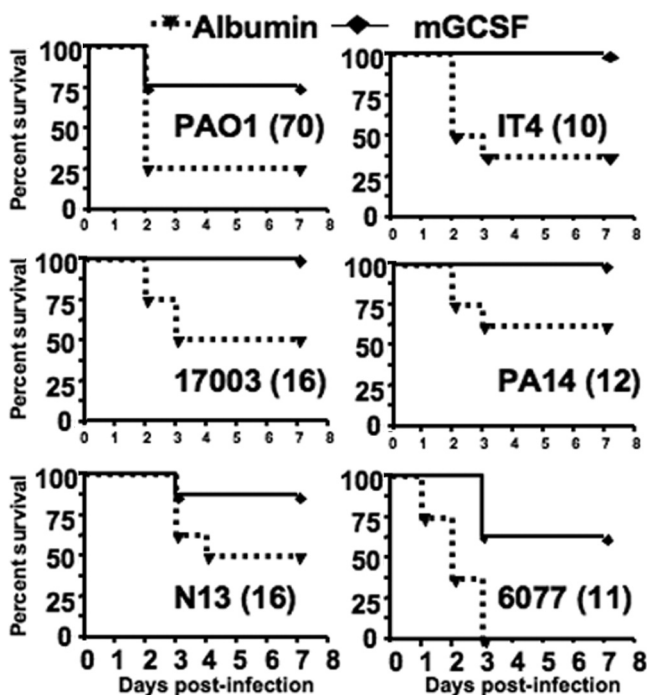 Albumin mGCSF
Percent survival
100
75
50
25
0
PAO1 (70)
0 1 2 3 4 5 6 7 8
100
75
50
25
0
IT4 (10)
0 1 2 3 4 5 6 7 8
Percent survival
100
75
50
25
0
17003 (16)
0 1 2 3 4 5 6 7 8
100
75
50
25
0
PA14 (12)
0 1 2 3 4 5 6 7 8
Percent survival
100
75
50
25
0
N13 (16)
0 1 2 3 4 5 6 7 8
Days post-infection
100
75
50
25
0
6077 (11)
0 1 2 3 4 5 6 7 8
Days post-infection